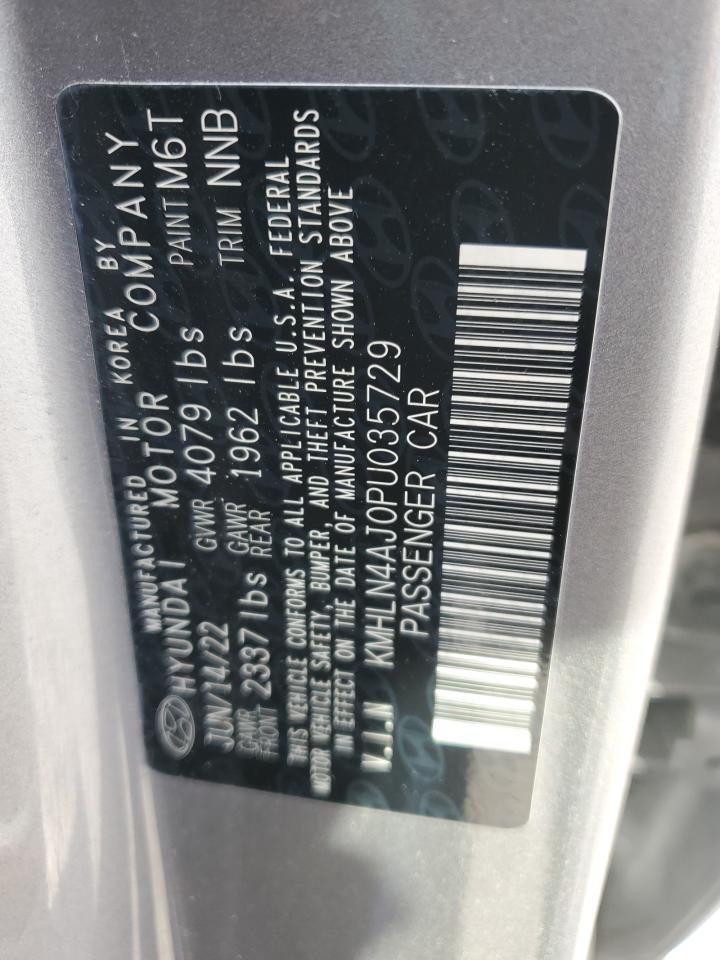 MANUFACTURED IN KOREA BY
HYUNDAI MOTOR COMPANY
JUN/14/22 GVWR 4079 lbs PAINT M6T
GAWR FRONT 2337 lbs GAWR REAR 1962 lbs TRIM NNB
THIS VEHICLE CONFORMS TO ALL APPLICABLE U.S.A. FEDERAL
MOTOR VEHICLE SAFETY, BUMPER, AND THEFT PREVENTION STANDARDS
IN EFFECT ON THE DATE OF MANUFACTURE SHOWN ABOVE
V.I.N KMHLN4AJ0PU035729
PASSENGER CAR